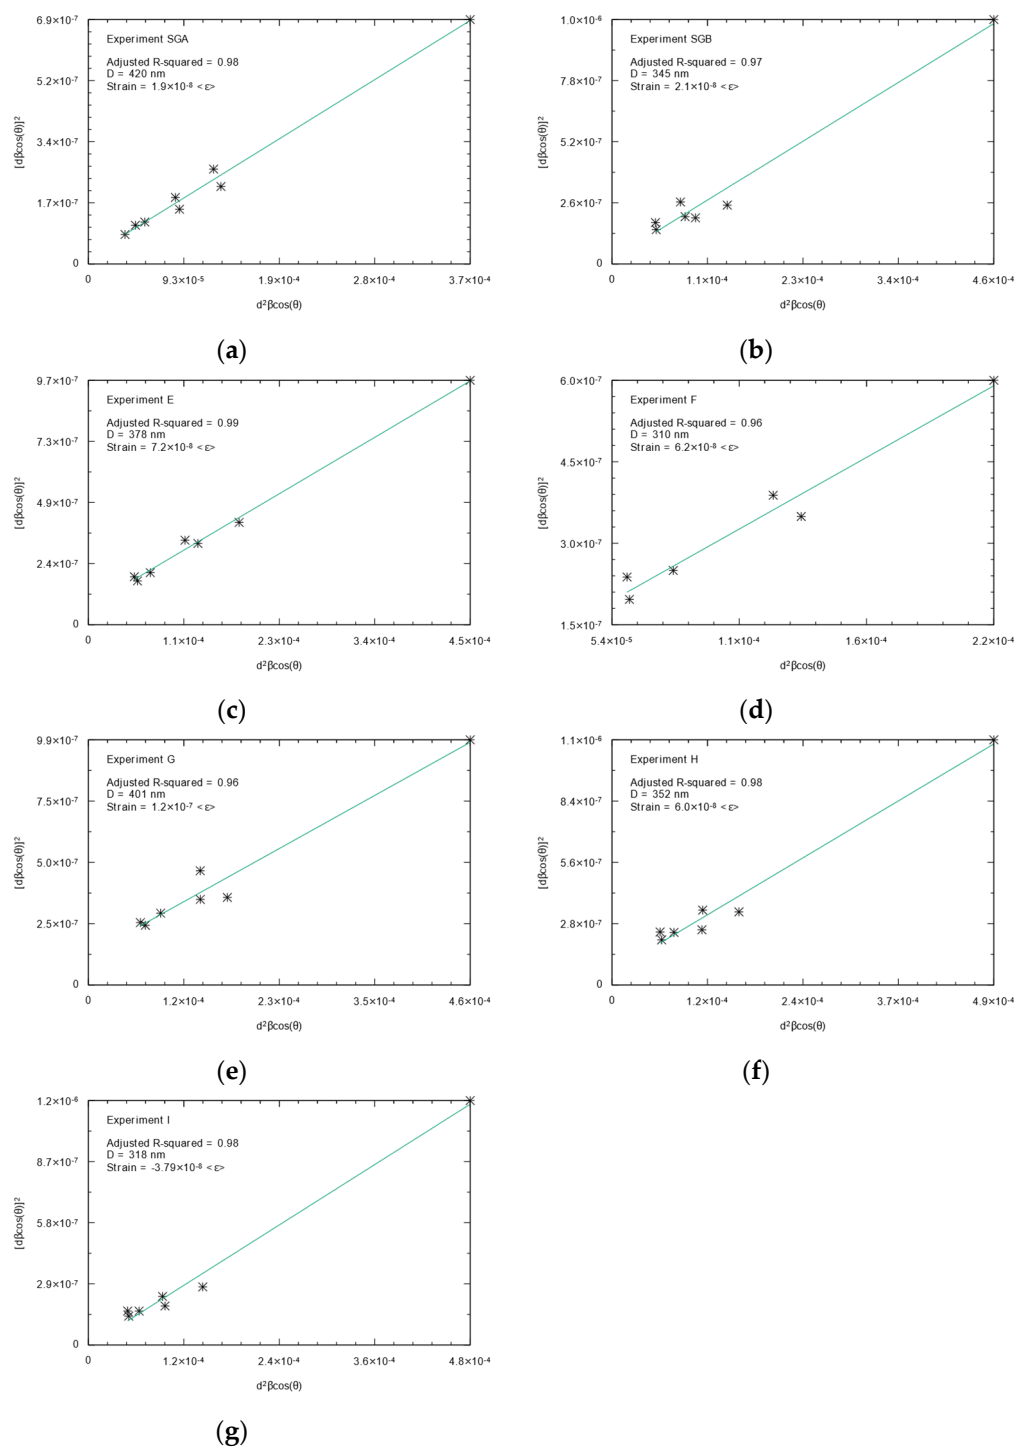 6.9×10⁻⁷
Experiment SGA
Adjusted R-squared = 0.98
D = 420 nm
Strain = 1.9×10⁻⁸ <ε>
5.2×10⁻⁷
3.4×10⁻⁷
1.7×10⁻⁷
0
[dβcos(θ)]²
0 9.3×10⁻⁵ 1.9×10⁻⁴ 2.8×10⁻⁴ 3.7×10⁻⁴
d²βcos(θ)
(a)
1.0×10⁻⁶
Experiment SGB
Adjusted R-squared = 0.97
D = 345 nm
Strain = 2.1×10⁻⁸ <ε>
7.8×10⁻⁷
5.2×10⁻⁷
2.6×10⁻⁷
0
[dβcos(θ)]²
0 1.1×10⁻⁴ 2.3×10⁻⁴ 3.4×10⁻⁴ 4.6×10⁻⁴
d²βcos(θ)
(b)
9.7×10⁻⁷
Experiment E
Adjusted R-squared = 0.99
D = 378 nm
Strain = 7.2×10⁻⁸ <ε>
7.3×10⁻⁷
4.9×10⁻⁷
2.4×10⁻⁷
0
[dβcos(θ)]²
0 1.1×10⁻⁴ 2.3×10⁻⁴ 3.4×10⁻⁴ 4.5×10⁻⁴
d²βcos(θ)
(c)
6.0×10⁻⁷
Experiment F
Adjusted R-squared = 0.96
D = 310 nm
Strain = 6.2×10⁻⁸ <ε>
4.5×10⁻⁷
3.0×10⁻⁷
1.5×10⁻⁷
[dβcos(θ)]²
5.4×10⁻⁵ 1.1×10⁻⁴ 1.6×10⁻⁴ 2.2×10⁻⁴
d²βcos(θ)
(d)
9.9×10⁻⁷
Experiment G
Adjusted R-squared = 0.96
D = 401 nm
Strain = 1.2×10⁻⁷ <ε>
7.5×10⁻⁷
5.0×10⁻⁷
2.5×10⁻⁷
0
[dβcos(θ)]²
0 1.2×10⁻⁴ 2.3×10⁻⁴ 3.5×10⁻⁴ 4.6×10⁻⁴
d²βcos(θ)
(e)
1.1×10⁻⁶
Experiment H
Adjusted R-squared = 0.98
D = 352 nm
Strain = 6.0×10⁻⁸ <ε>
8.4×10⁻⁷
5.6×10⁻⁷
2.8×10⁻⁷
0
[dβcos(θ)]²
0 1.2×10⁻⁴ 2.4×10⁻⁴ 3.7×10⁻⁴ 4.9×10⁻⁴
d²βcos(θ)
(f)
1.2×10⁻⁶
Experiment I
Adjusted R-squared = 0.98
D = 318 nm
Strain = -3.79×10⁻⁸ <ε>
8.7×10⁻⁷
5.8×10⁻⁷
2.9×10⁻⁷
0
[dβcos(θ)]²
0 1.2×10⁻⁴ 2.4×10⁻⁴ 3.6×10⁻⁴ 4.8×10⁻⁴
d²βcos(θ)
(g)